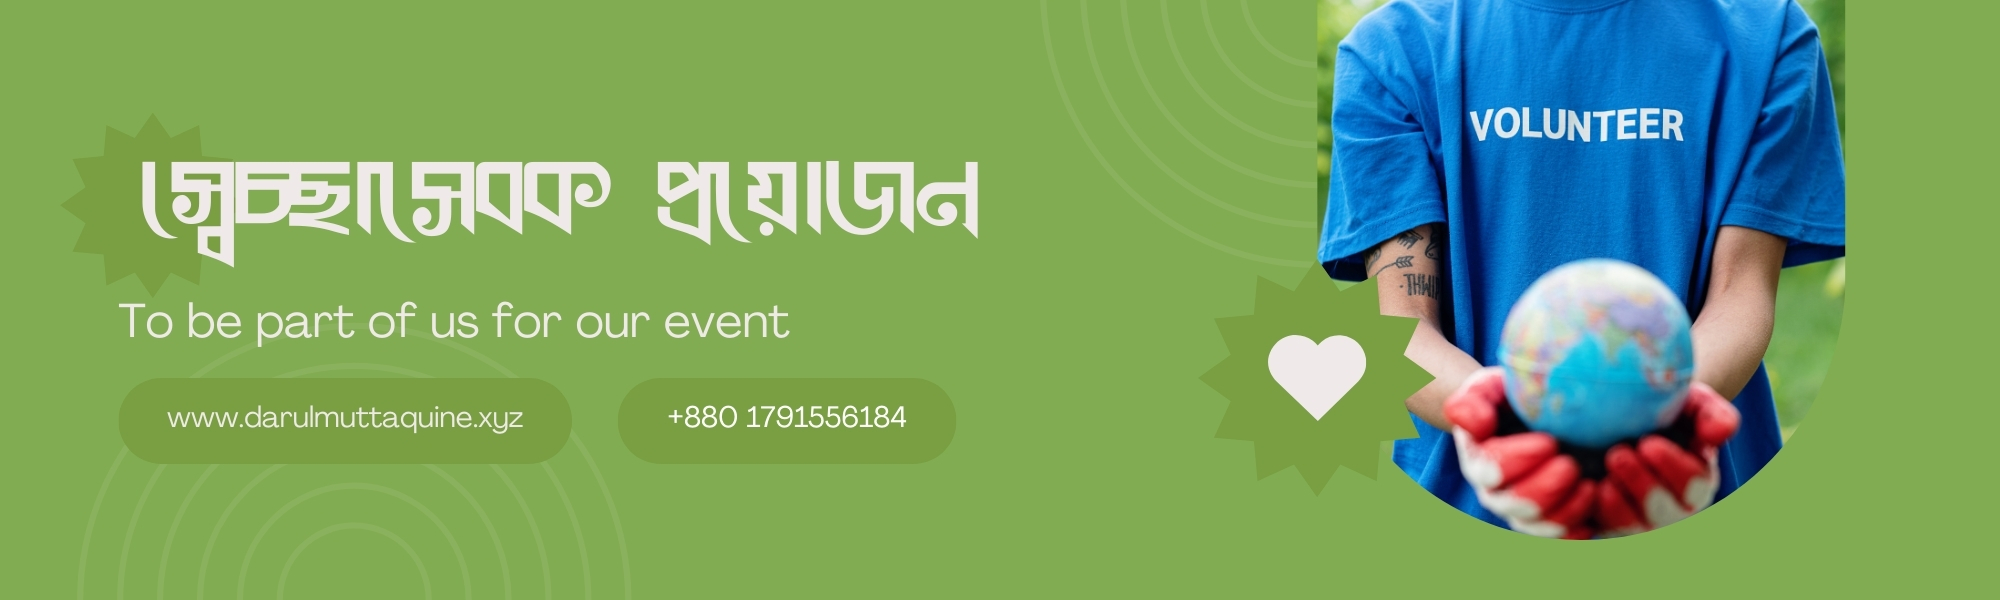 স্বেচ্ছাসেবক প্রয়োজন
To be part of us for our event
www.darulmuttaquine.xyz
+880 1791556184
VOLUNTEER